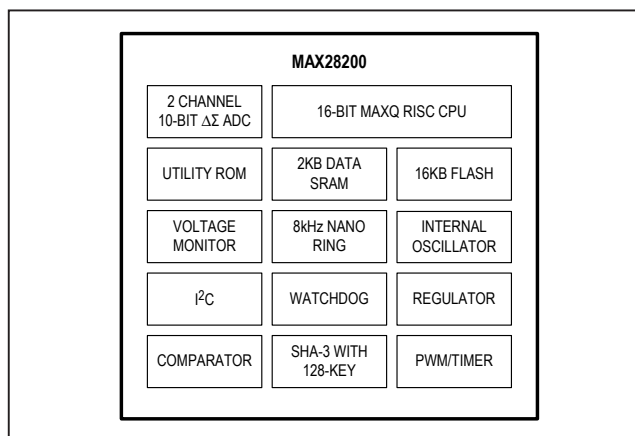 MAX28200
2 CHANNEL
10-BIT ΔΣ ADC
16-BIT MAXQ RISC CPU
UTILITY ROM
2KB DATA
SRAM
16KB FLASH
VOLTAGE
MONITOR
8kHz NANO
RING
INTERNAL
OSCILLATOR
I²C
WATCHDOG
REGULATOR
COMPARATOR
SHA-3 WITH
128-KEY
PWM/TIMER